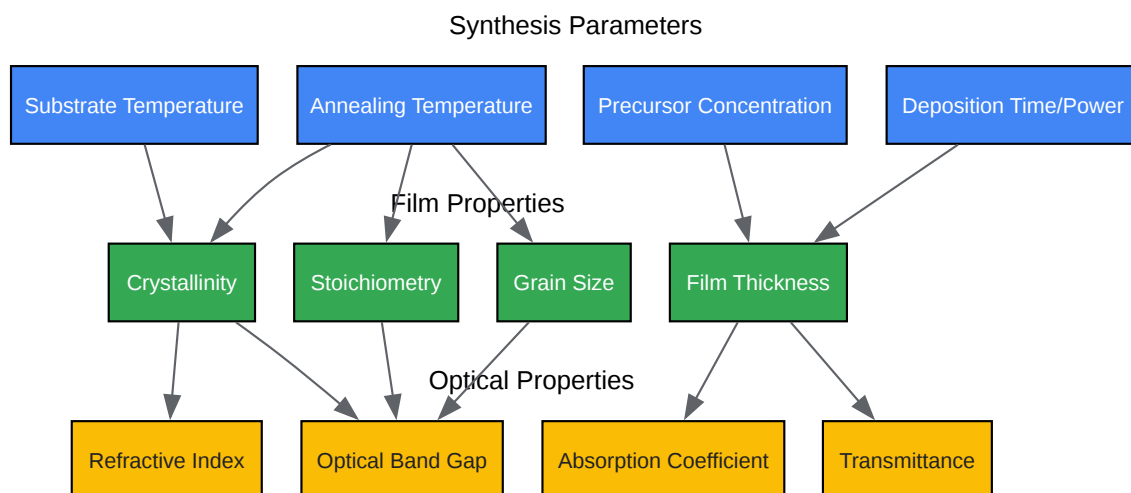 Synthesis Parameters
Substrate Temperature
Annealing Temperature
Precursor Concentration
Deposition Time/Power
Film Properties
Crystallinity
Stoichiometry
Grain Size
Film Thickness
Optical Properties
Refractive Index
Optical Band Gap
Absorption Coefficient
Transmittance